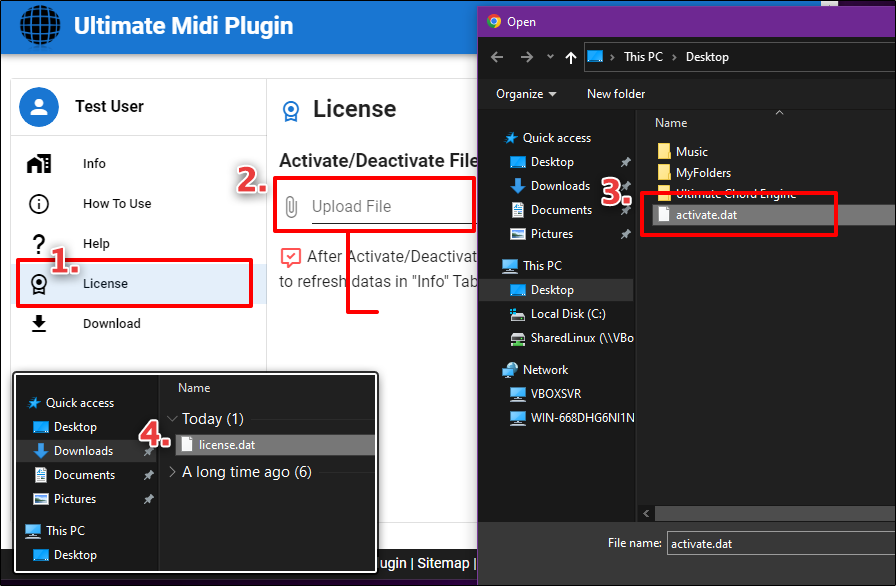 Ultimate Midi Plugin
Test User
Info
How To Use
Help
1.
License
Download
License
Activate/Deactivate File
2.
Upload File
After Activate/Deactivat
to refresh datas in "Info" Tab
Open
This PC
Desktop
Organize
New folder
Quick access
Desktop
Downloads
Documents
Pictures
This PC
Desktop
Local Disk (C:)
SharedLinux (\\VBo
Network
VBOXSVR
WIN-668DHG6NI1N
Name
Music
MyFolders
Ultimate Chord Engine
3.
activate.dat
File name:
activate.dat
Quick access
Desktop
Downloads
Documents
Pictures
This PC
Desktop
Name
Today (1)
4.
license.dat
A long time ago (6)
lugin | Sitemap |